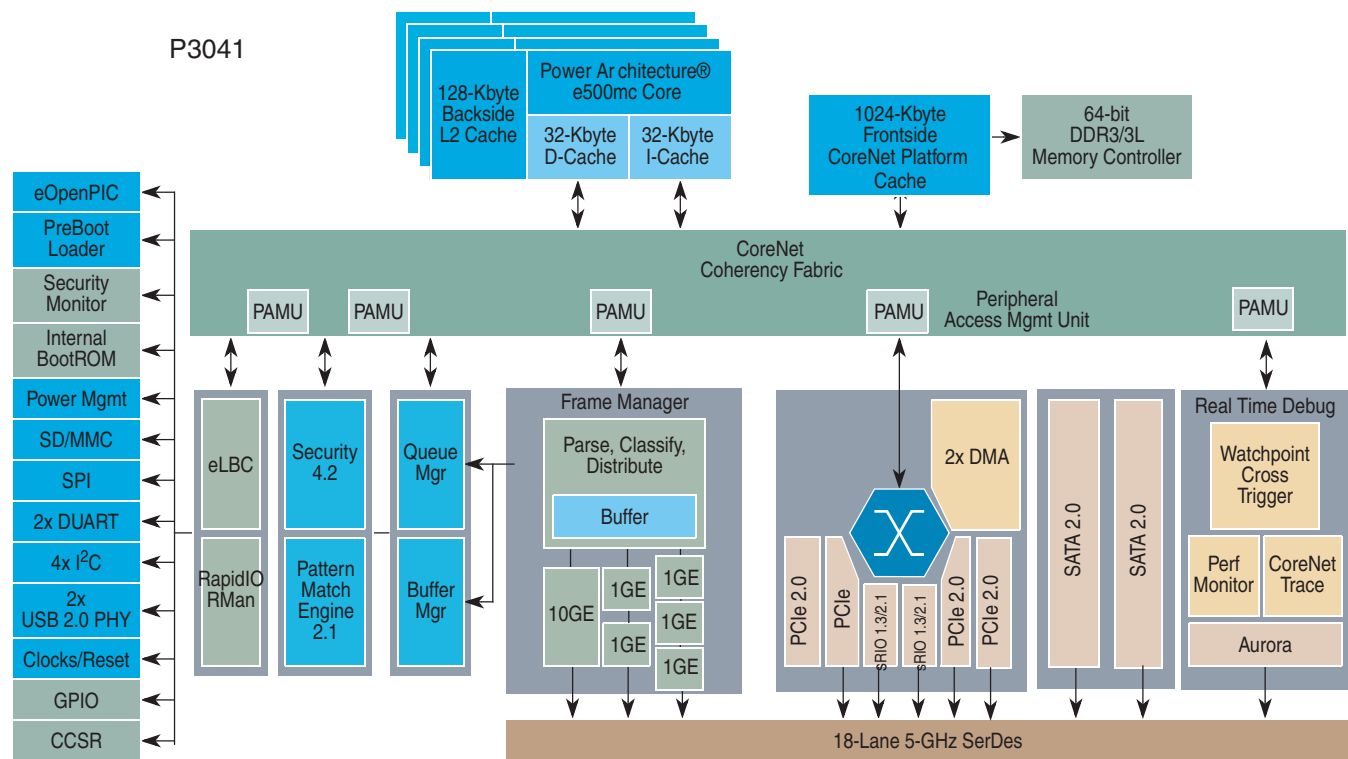 P3041
128-Kbyte
Backside
L2 Cache
Power Architecture®
e500mc Core
32-Kbyte
D-Cache
32-Kbyte
I-Cache
1024-Kbyte
Frontside
CoreNet Platform
Cache
64-bit
DDR3/3L
Memory Controller
eOpenPIC
PreBoot
Loader
Security
Monitor
Internal
BootROM
Power Mgmt
SD/MMC
SPI
2x DUART
4x I²C
2x
USB 2.0 PHY
Clocks/Reset
GPIO
CCSR
CoreNet
Coherency Fabric
PAMU
PAMU
PAMU
PAMU
Peripheral
Access Mgmt Unit
PAMU
eLBC
RapidIO
RMan
Security
4.2
Pattern
Match
Engine
2.1
Queue
Mgr
Buffer
Mgr
Frame Manager
Parse, Classify,
Distribute
Buffer
10GE
1GE
1GE
1GE
1GE
1GE
2x DMA
PCIe 2.0
PCIe
sRIO 1.3/2.1
sRIO 1.3/2.1
PCIe 2.0
PCIe 2.0
SATA 2.0
SATA 2.0
Real Time Debug
Watchpoint
Cross
Trigger
Perf
Monitor
CoreNet
Trace
Aurora
18-Lane 5-GHz SerDes